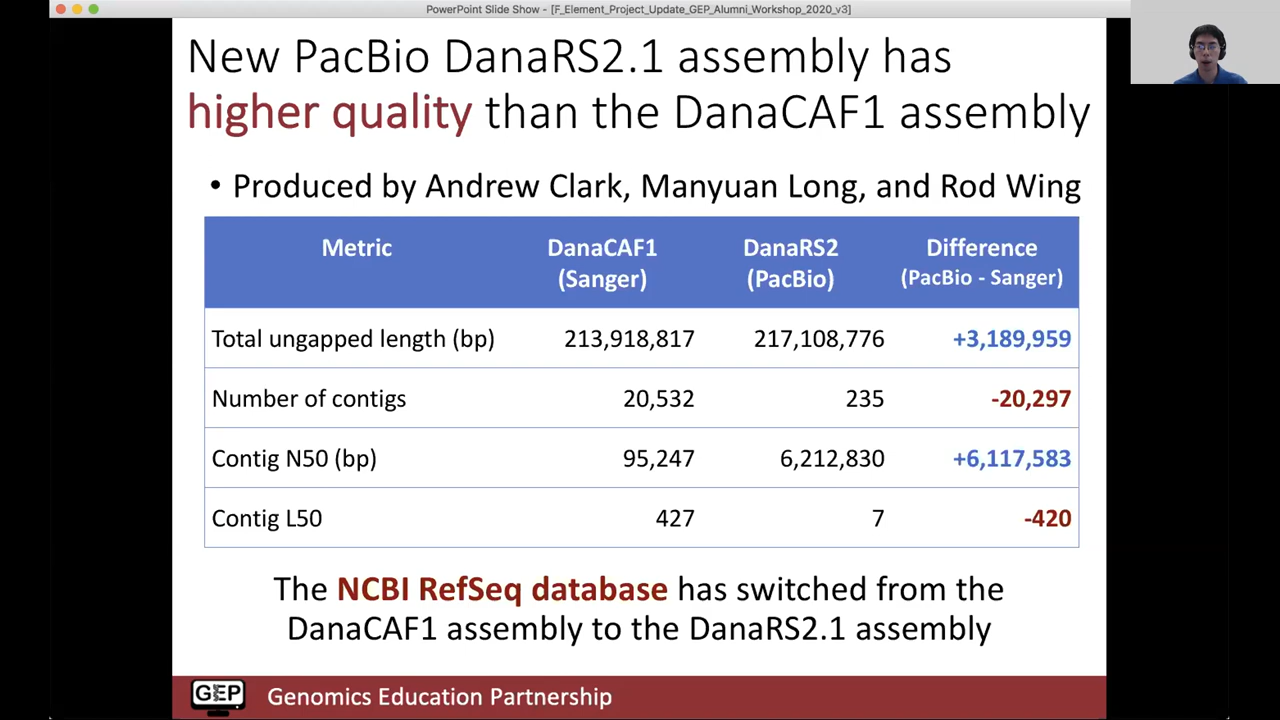 PowerPoint Slide Show - [F_Element_Project_Update_GEP_Alumni_Workshop_2020_v3]
New PacBio DanaRS2.1 assembly has
higher quality than the DanaCAF1 assembly
• Produced by Andrew Clark, Manyuan Long, and Rod Wing
Metric DanaCAF1 (Sanger) DanaRS2 (PacBio) Difference (PacBio - Sanger)
Total ungapped length (bp) 213,918,817 217,108,776 +3,189,959
Number of contigs 20,532 235 -20,297
Contig N50 (bp) 95,247 6,212,830 +6,117,583
Contig L50 427 7 -420
The NCBI RefSeq database has switched from the
DanaCAF1 assembly to the DanaRS2.1 assembly
GEP Genomics Education Partnership